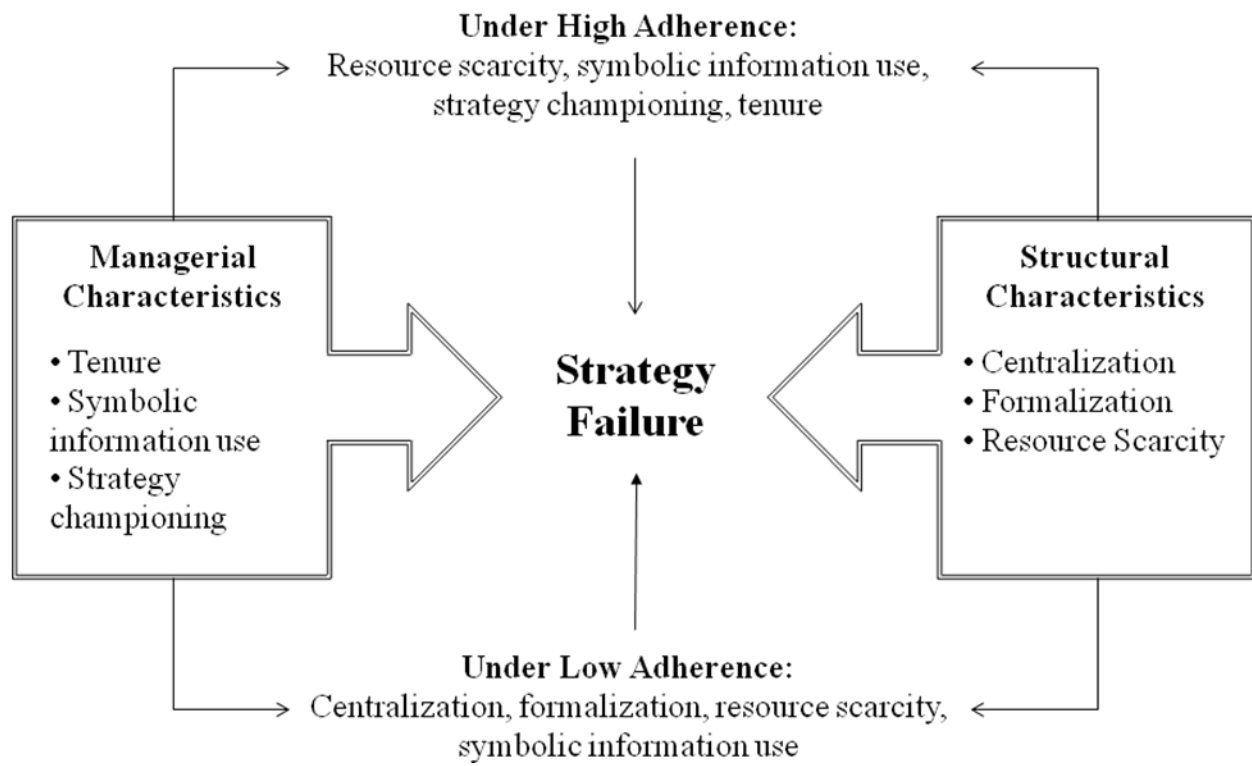 Under High Adherence:
Resource scarcity, symbolic information use,
strategy championing, tenure
Managerial
Characteristics
• Tenure
• Symbolic
information use
• Strategy
championing
Strategy
Failure
Structural
Characteristics
• Centralization
• Formalization
• Resource Scarcity
Under Low Adherence:
Centralization, formalization, resource scarcity,
symbolic information use